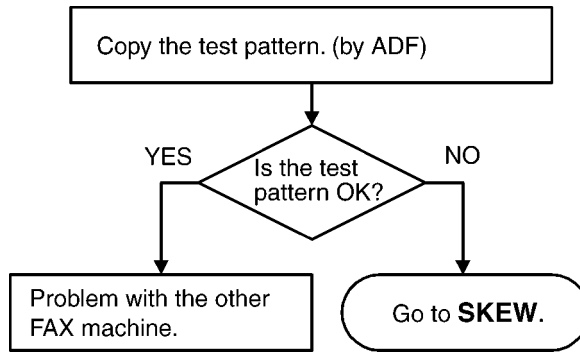 Copy the test pattern. (by ADF)
YES
NO
Is the test
pattern OK?
Problem with the other
FAX machine.
Go to SKEW.